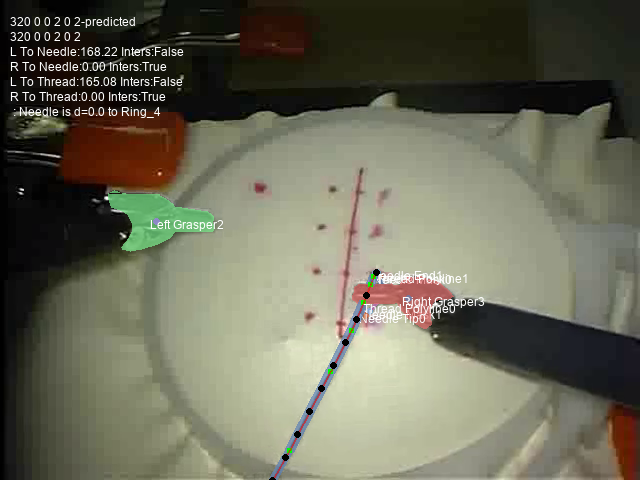 320 0 0 2 0 2-predicted
320 0 0 2 0 2
L To Needle:168.22 Inters:False
R To Needle:0.00 Inters:True
L To Thread:165.08 Inters:False
R To Thread:0.00 Inters:True
: Needle is d=0.0 to Ring_4
Left Grasper2
Needle End1
Right Grasper3
Thread Polyline0
Needle Tip0